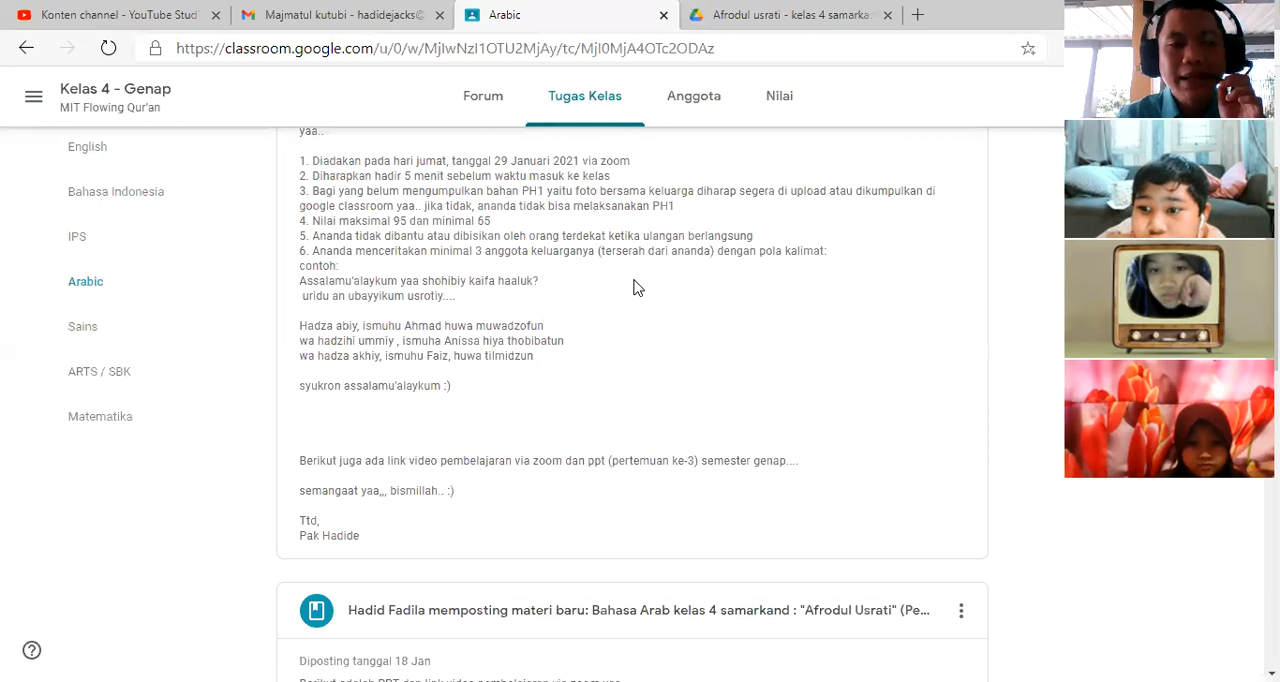 Konten channel - YouTube Stud
Majmatul kutubi - hadidejacks@
Arabic
Afrodul usrati - kelas 4 samarkan
https://classroom.google.com/u/0/w/MjIwNzI1OTU2MjAy/tc/MjI0MjA4OTc2ODAz
Kelas 4 - Genap
MIT Flowing Qur'an
Forum
Tugas Kelas
Anggota
Nilai
English
Bahasa Indonesia
IPS
Arabic
Sains
ARTS / SBK
Matematika
yaa..
1. Diadakan pada hari jumat, tanggal 29 Januari 2021 via zoom
2. Diharapkan hadir 5 menit sebelum waktu masuk ke kelas
3. Bagi yang belum mengumpulkan bahan PH1 yaitu foto bersama keluarga diharap segera di upload atau dikumpulkan di
google classroom yaa.. jika tidak, ananda tidak bisa melaksanakan PH1
4. Nilai maksimal 95 dan minimal 65
5. Ananda tidak dibantu atau dibisikan oleh orang terdekat ketika ulangan berlangsung
6. Ananda menceritakan minimal 3 anggota keluarganya (terserah dari ananda) dengan pola kalimat:
contoh:
Assalamu'alaykum yaa shohibiy kaifa haaluk?
uridu an ubayyikum usrotiy....
Hadza abiy, ismuhu Ahmad huwa muwadzofun
wa hadzihi ummiy , ismuha Anissa hiya thobibatun
wa hadza akhiy, ismuhu Faiz, huwa tilmidzun
syukron assalamu'alaykum :)
Berikut juga ada link video pembelajaran via zoom dan ppt (pertemuan ke-3) semester genap....
semangaat yaa,,, bismillah.. :)
Ttd,
Pak Hadide
Hadid Fadila memposting materi baru: Bahasa Arab kelas 4 samarkand : "Afrodul Usrati" (Pe...
Diposting tanggal 18 Jan